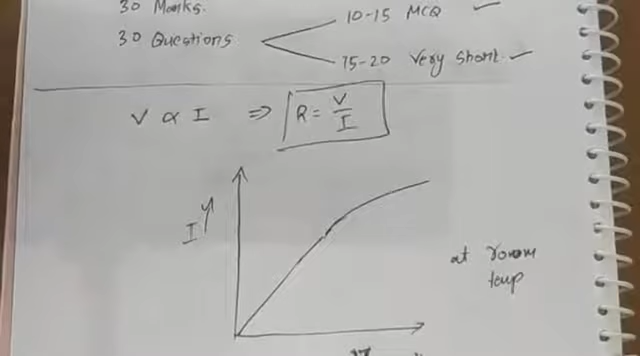 30 Marks.
30 Questions
10-15 MCQ
15-20 Very short
V ∝ I ⇒ R = V/I
I
at room
temp